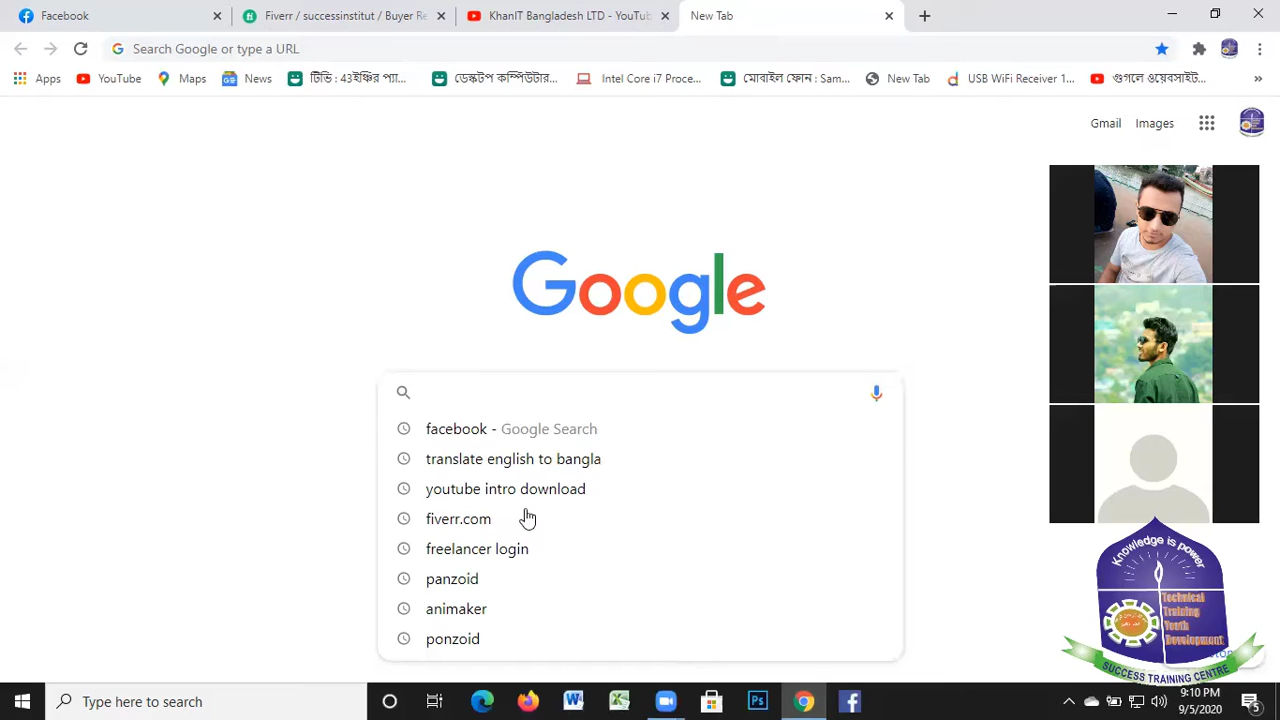 Facebook
Fiverr / successinstitut / Buyer Re
KhanIT Bangladesh LTD - YouTub
New Tab
Search Google or type a URL
Apps
YouTube
Maps
News
টিভি : 43ইঞ্চির প্যা...
ডেস্কটপ কম্পিউটার...
Intel Core i7 Proce...
মোবাইল ফোন : Sam...
New Tab
USB WiFi Receiver 1...
গুগলে ওয়েবসাইট...
Gmail
Images
Google
facebook - Google Search
translate english to bangla
youtube intro download
fiverr.com
freelancer login
panzoid
animaker
ponzoid
Knowledge is power
Technical
Training
Youth
Development
SUCCESS TRAINING CENTRE
Type here to search
9:10 PM
9/5/2020
5